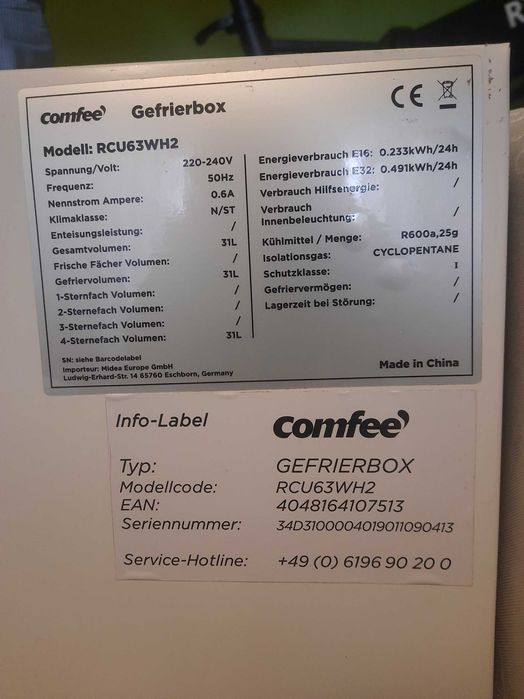 comfee Gefrierbox
Modell: RCU63WH2
Spannung/Volt: 220-240V
Frequenz: 50Hz
Nennstrom Ampere: 0.6A
Klimaklasse: N/ST
Enteisungsleistung: /
Gesamtvolumen: 31L
Frische Fächer Volumen: /
Gefriervolumen: 31L
1-Sternfach Volumen: /
2-Sternefach Volumen: /
3-Sternefach Volumen: /
4-Sternefach Volumen: 31L
SN: siehe Barcodelabel
Importeur: Midea Europe GmbH
Ludwig-Erhard-Str. 14 65760 Eschborn, Germany
CE
Energieverbrauch E16: 0.233kWh/24h
Energieverbrauch E32: 0.491kWh/24h
Verbrauch Hilfsenergie: /
Verbrauch
Innenbeleuchtung: /
Kühlmittel / Menge: R600a,25g
Isolationsgas: CYCLOPENTANE
Schutzklasse: I
Gefriervermögen: /
Lagerzeit bei Störung: /
Made in China
Info-Label comfee
Typ: GEFRIERBOX
Modellcode: RCU63WH2
EAN: 4048164107513
Seriennummer: 34D3100004019011090413
Service-Hotline: +49 (0) 6196 90 20 0